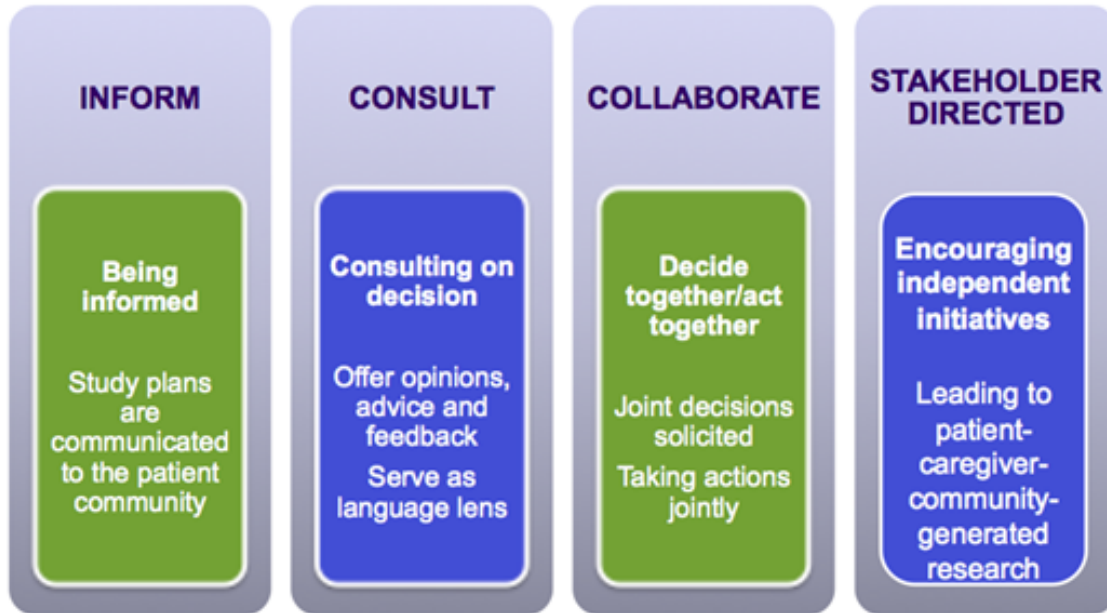 INFORM
Being
informed
Study plans
are
communicated
to the patient
community
CONSULT
Consulting on
decision
Offer opinions,
advice and
feedback
Serve as
language lens
COLLABORATE
Decide
together/act
together
Joint decisions
solicited
Taking actions
jointly
STAKEHOLDER
DIRECTED
Encouraging
independent
initiatives
Leading to
patient-
caregiver-
community-
generated
research